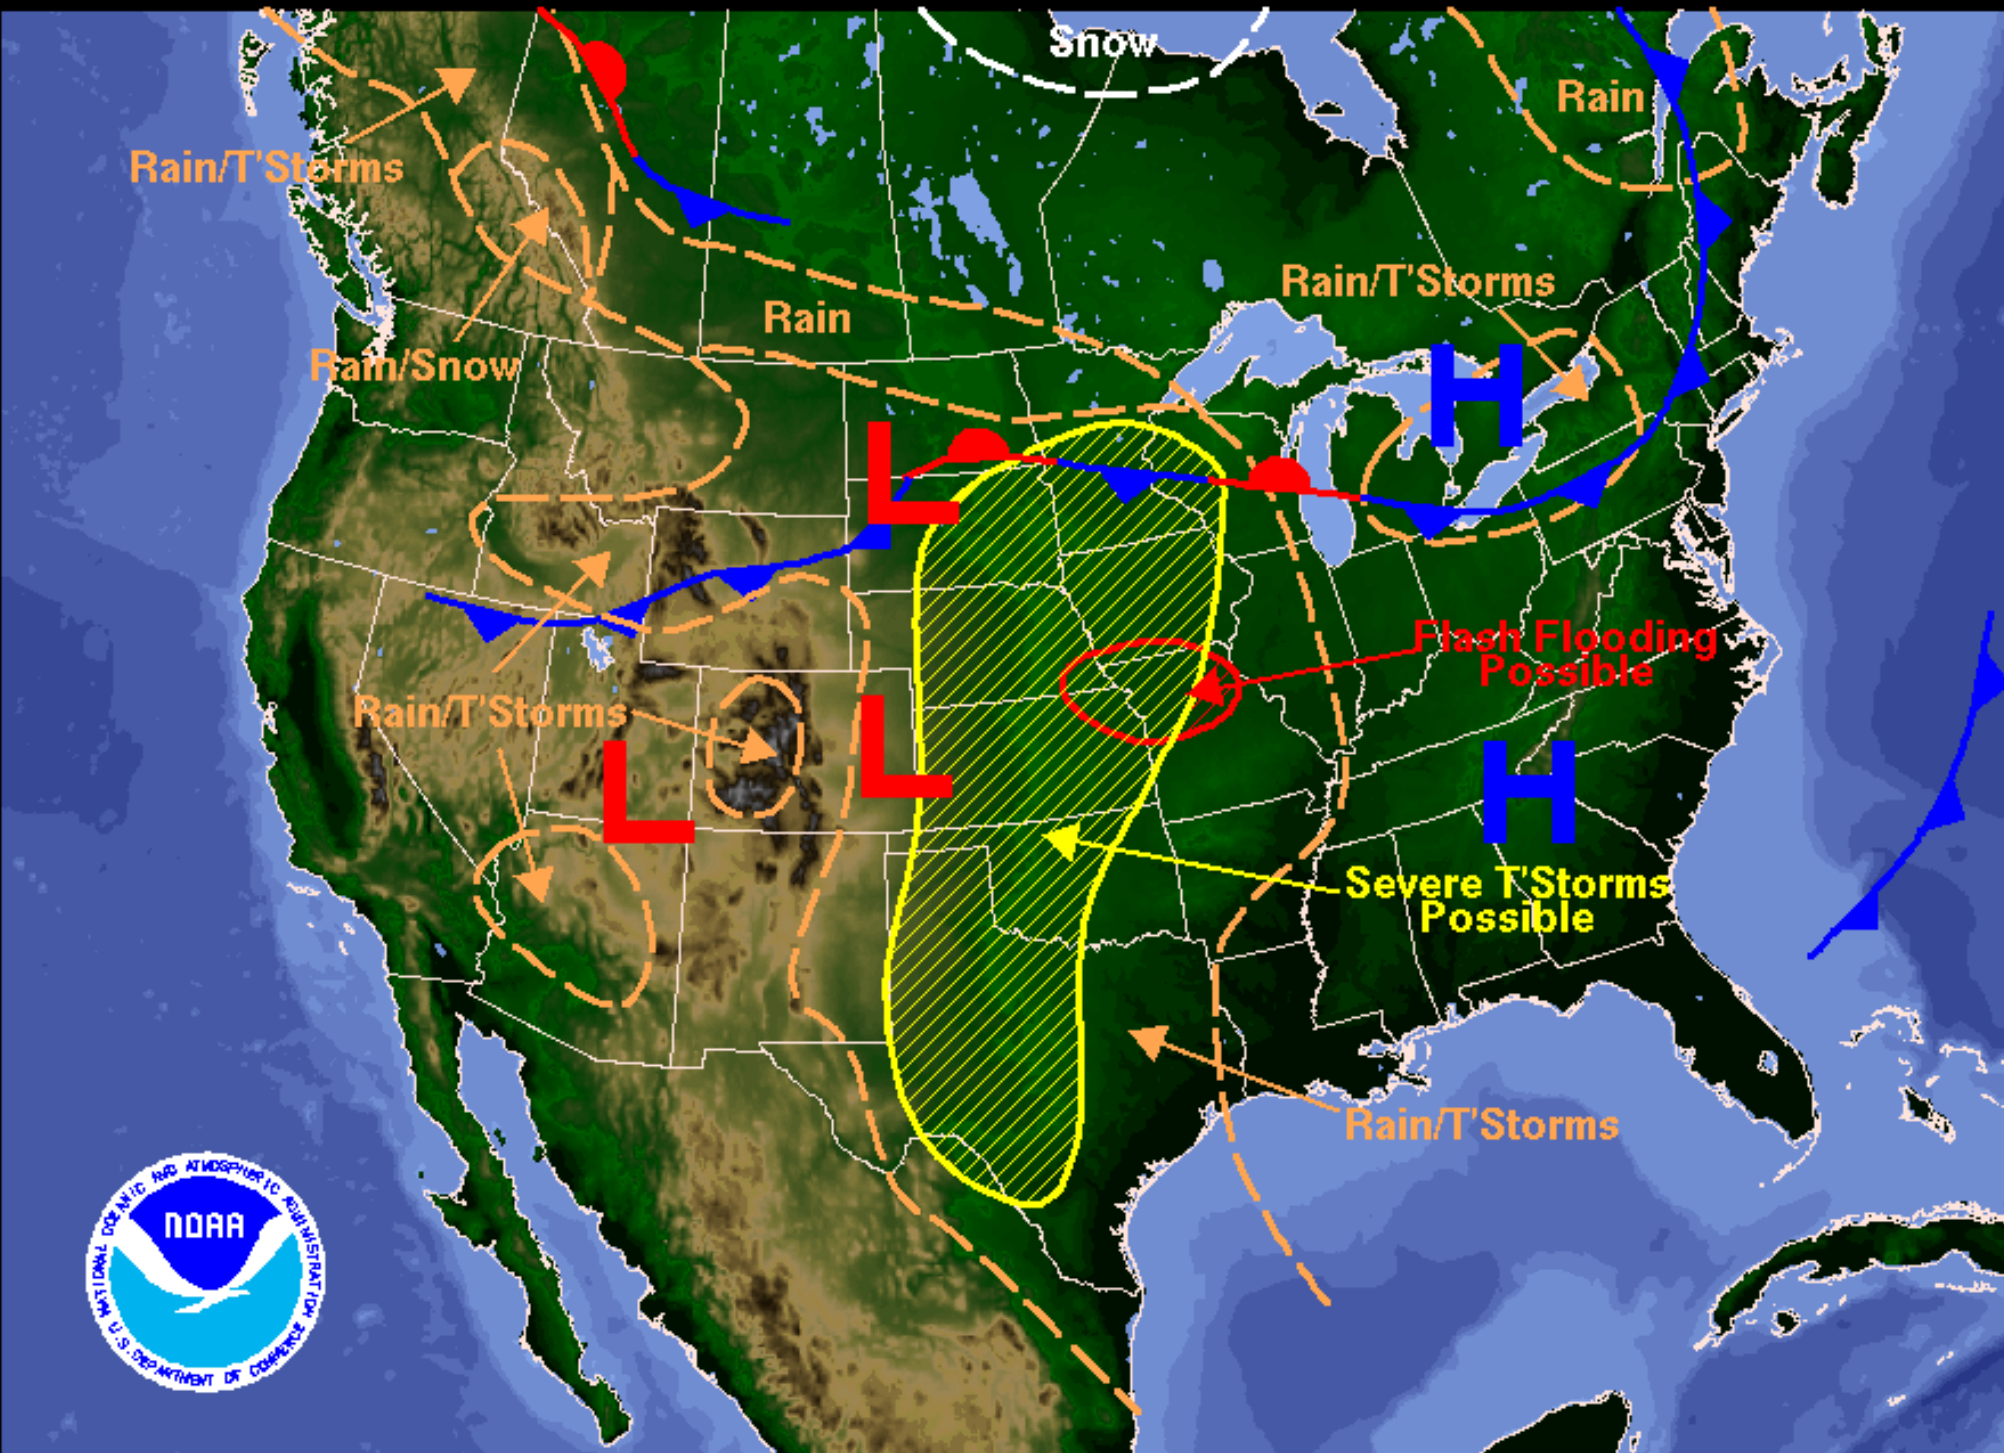 Snow
Rain
Rain/T'Storms
Rain/T'Storms
Rain
Rain/Snow
H
L
Flash Flooding
Possible
Rain/T'Storms
L
L
H
Severe T'Storms
Possible
Rain/T'Storms
NATIONAL OCEANIC AND ATMOSPHERIC ADMINISTRATION
NOAA
U.S. DEPARTMENT OF COMMERCE